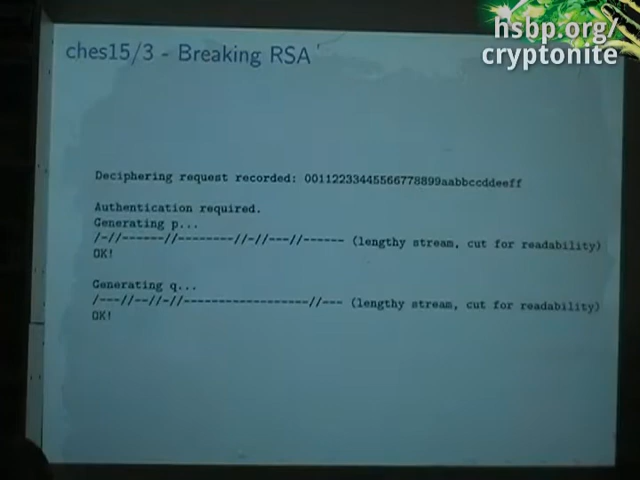 hsbp.org/
cryptonite
ches15/3 - Breaking RSA
Deciphering request recorded: 00112233445566778899aabbccddeeff
Authentication required.
Generating p...
/-//------//--------//-//---//------ (lengthy stream, cut for readability)
OK!
Generating q...
/---//--//-//------------------//--- (lengthy stream, cut for readability)
OK!